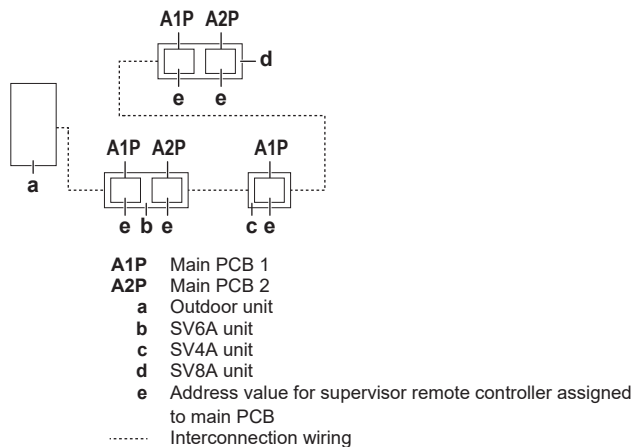 A1P A2P
d
e e
A1P A2P A1P
a
e b e c e
A1P Main PCB 1
A2P Main PCB 2
a Outdoor unit
b SV6A unit
c SV4A unit
d SV8A unit
e Address value for supervisor remote controller assigned
to main PCB
Interconnection wiring